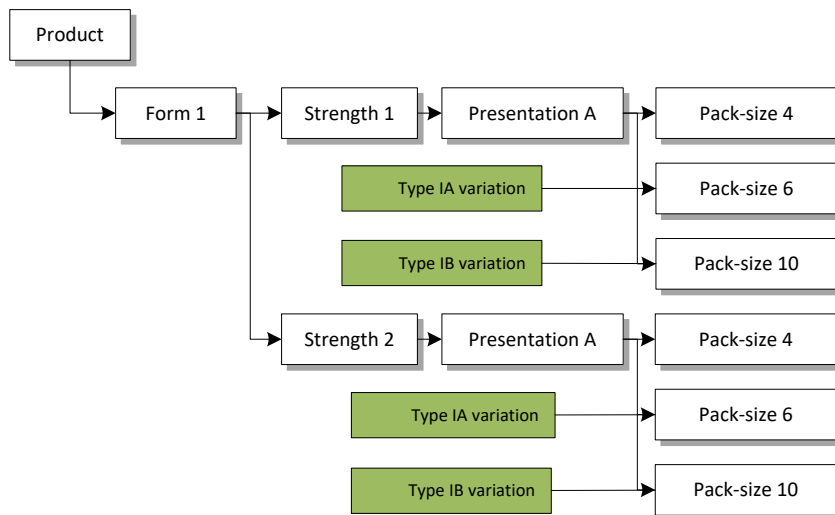 Product
Form 1
Strength 1
Presentation A
Pack-size 4
Type IA variation
Pack-size 6
Type IB variation
Pack-size 10
Strength 2
Presentation A
Pack-size 4
Type IA variation
Pack-size 6
Type IB variation
Pack-size 10